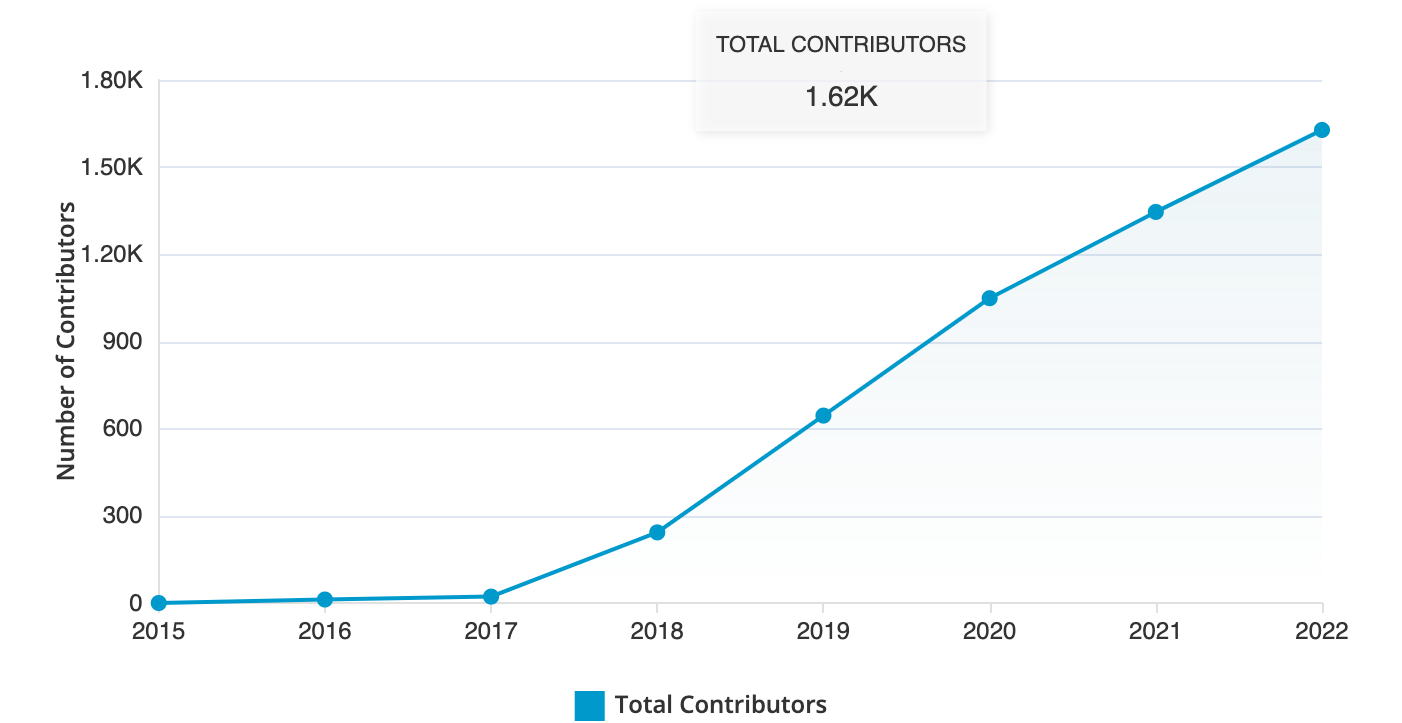 TOTAL CONTRIBUTORS
1.62K
Number of Contributors
1.80K
1.50K
1.20K
900
600
300
0
2015 2016 2017 2018 2019 2020 2021 2022
Total Contributors